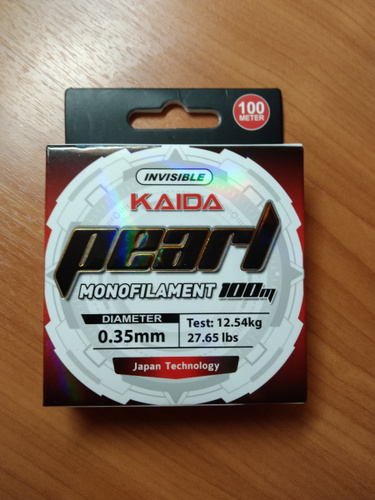 100
METER
INVISIBLE
KAIDA
pearl
MONOFILAMENT 100m
DIAMETER
0.35mm
Test: 12.54kg
27.65 lbs
Japan Technology